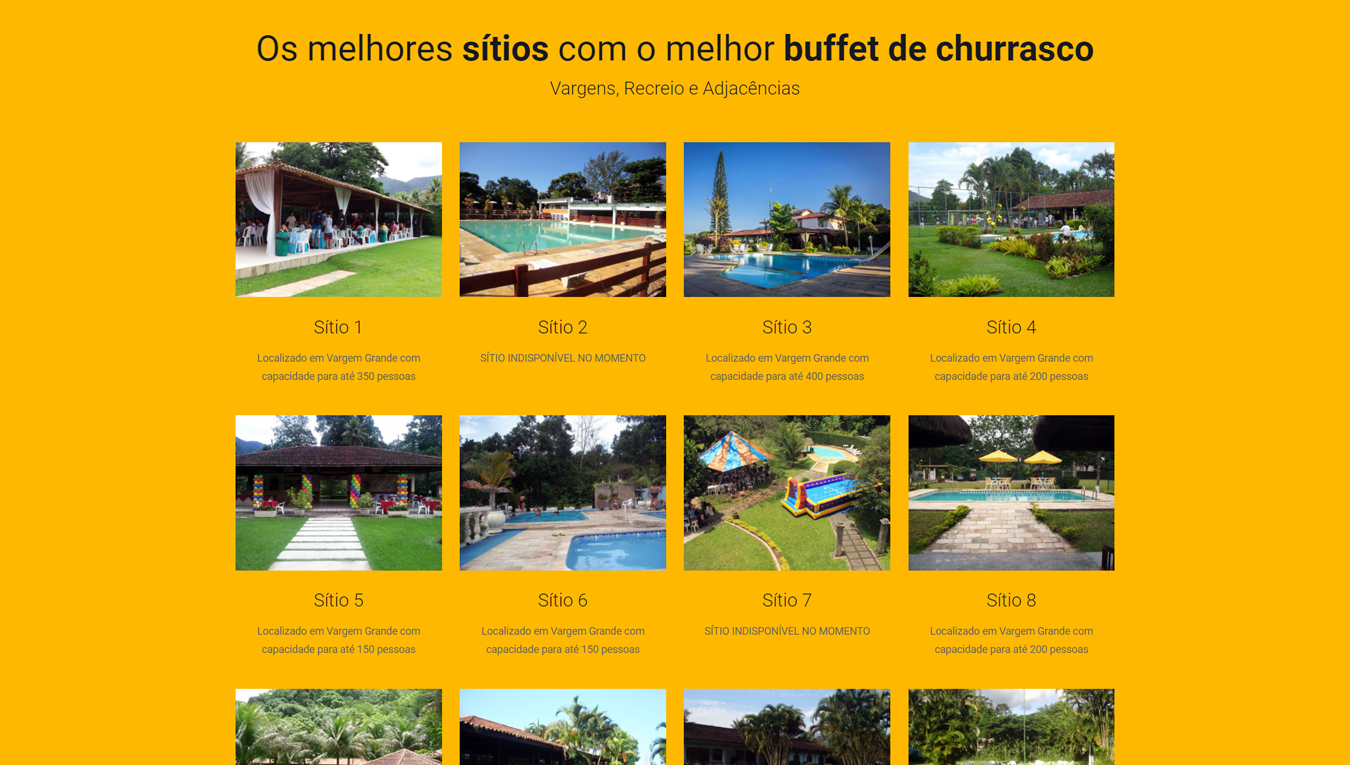 Os melhores sítios com o melhor buffet de churrasco
Vargens, Recreio e Adjacências
Sítio 1
Localizado em Vargem Grande com
capacidade para até 350 pessoas
Sítio 2
SÍTIO INDISPONÍVEL NO MOMENTO
Sítio 3
Localizado em Vargem Grande com
capacidade para até 400 pessoas
Sítio 4
Localizado em Vargem Grande com
capacidade para até 200 pessoas
Sítio 5
Localizado em Vargem Grande com
capacidade para até 150 pessoas
Sítio 6
Localizado em Vargem Grande com
capacidade para até 150 pessoas
Sítio 7
SÍTIO INDISPONÍVEL NO MOMENTO
Sítio 8
Localizado em Vargem Grande com
capacidade para até 200 pessoas